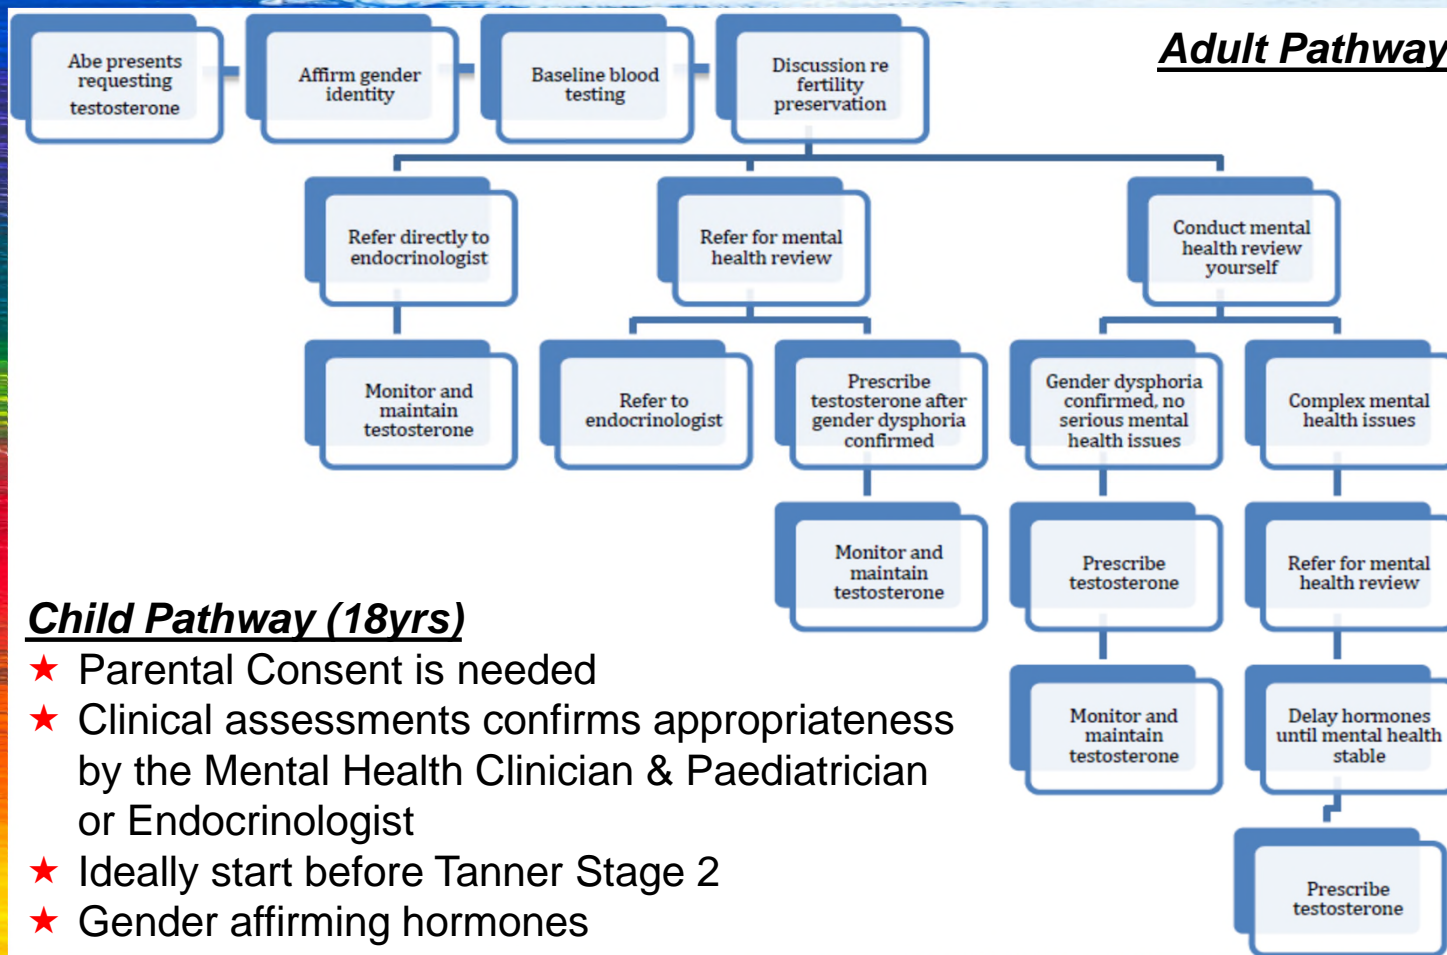 Adult Pathway
Abe presents
requesting
testosterone
Affirm gender
identity
Baseline blood
testing
Discussion re
fertility
preservation
Refer directly to
endocrinologist
Refer for mental
health review
Conduct mental
health review
yourself
Monitor and
maintain
testosterone
Refer to
endocrinologist
Prescribe
testosterone after
gender dysphoria
confirmed
Gender dysphoria
confirmed, no
serious mental
health issues
Complex mental
health issues
Monitor and
maintain
testosterone
Prescribe
testosterone
Refer for mental
health review
Monitor and
maintain
testosterone
Delay hormones
until mental health
stable
Prescribe
testosterone
Child Pathway (18yrs)
★ Parental Consent is needed
★ Clinical assessments confirms appropriateness
by the Mental Health Clinician & Paediatrician
or Endocrinologist
★ Ideally start before Tanner Stage 2
★ Gender affirming hormones